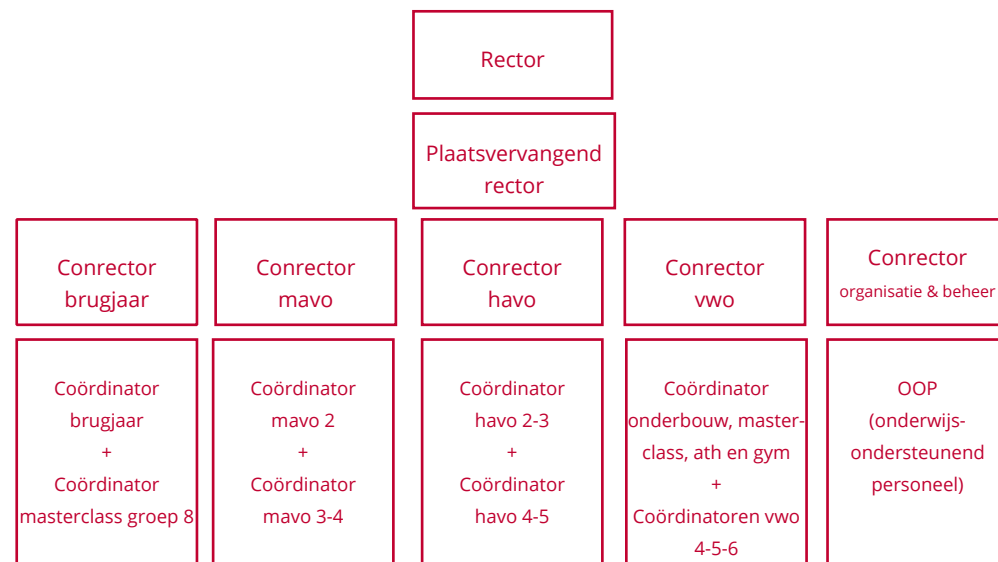 Rector
Plaatsvervangend
rector
Conrector
brugjaar
Conrector
mavo
Conrector
havo
Conrector
vwo
Conrector
organisatie & beheer
Coördinator
brugjaar
+
Coördinator
masterclass groep 8
Coördinator
mavo 2
+
Coördinator
mavo 3-4
Coördinator
havo 2-3
+
Coördinator
havo 4-5
Coördinator
onderbouw, master-
class, ath en gym
+
Coördinatoren vwo
4-5-6
OOP
(onderwijs-
ondersteunend
personeel)